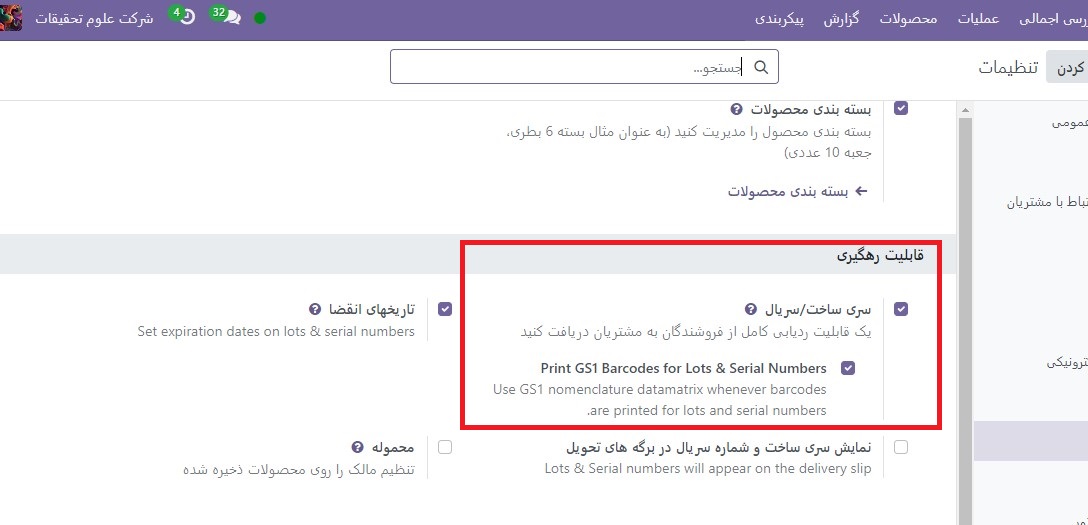 رسی اجمالی
عملیات
محصولات
گزارش
پیکربندی
32
4
شرکت علوم تحقیقات
کردن
تنظیمات
جستجو...
عمومی
تباط با مشتریان
ترونیکی
بسته بندی محصولات
بسته بندی محصول را مدیریت کنید (به عنوان مثال بسته 6 بطری،
جعبه 10 عددی)
بسته بندی محصولات
قابلیت رهگیری
سری ساخت/سریال
یک قابلیت ردیابی کامل از فروشندگان به مشتریان دریافت کنید
Print GS1 Barcodes for Lots & Serial Numbers
Use GS1 nomenclature datamatrix whenever barcodes
.are printed for lots and serial numbers
تاریخهای انقضا
Set expiration dates on lots & serial numbers
نمایش سری ساخت و شماره سریال در برگه های تحویل
Lots & Serial numbers will appear on the delivery slip
محموله
تنظیم مالک را روی محصولات ذخیره شده